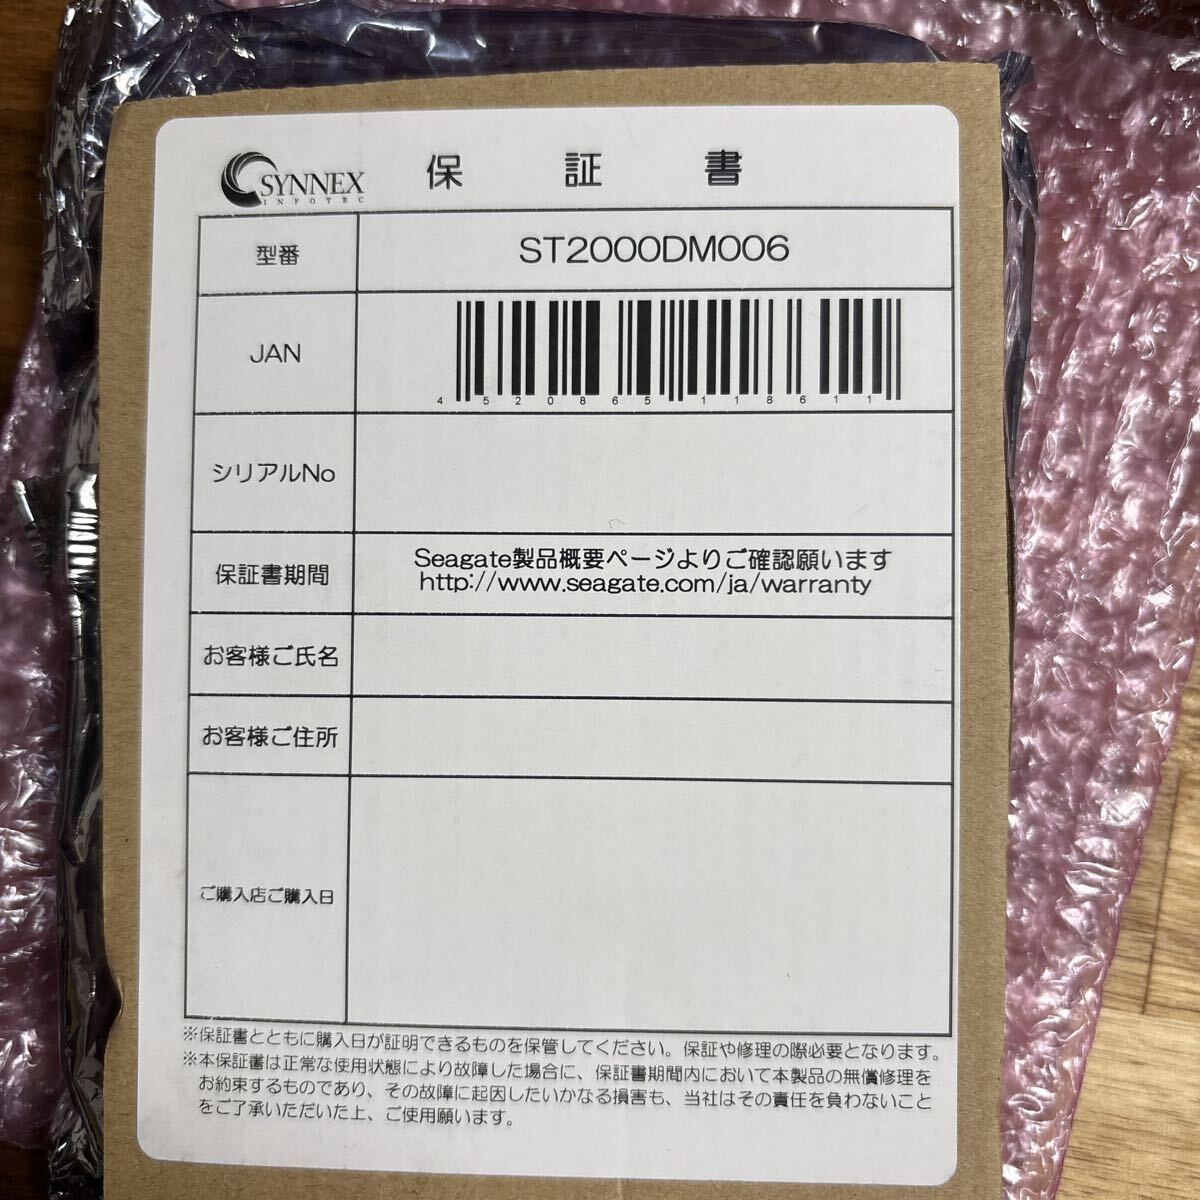 SYNNEX
INFOTEC
保証書
型番 ST2000DM006
JAN
4520865118611
シリアルNo
保証書期間 Seagate製品概要ページよりご確認願います
http://www.seagate.com/ja/warranty
お客様ご氏名
お客様ご住所
ご購入店ご購入日
※保証書とともに購入日が証明できるものを保管してください。保証や修理の際必要となります。
※本保証書は正常な使用状態により故障した場合に、保証書期間内において本製品の無償修理を
お約束するものであり、その故障に起因したいかなる損害も、当社はその責任を負わないこと
をご了承いただいた上、ご使用願います。